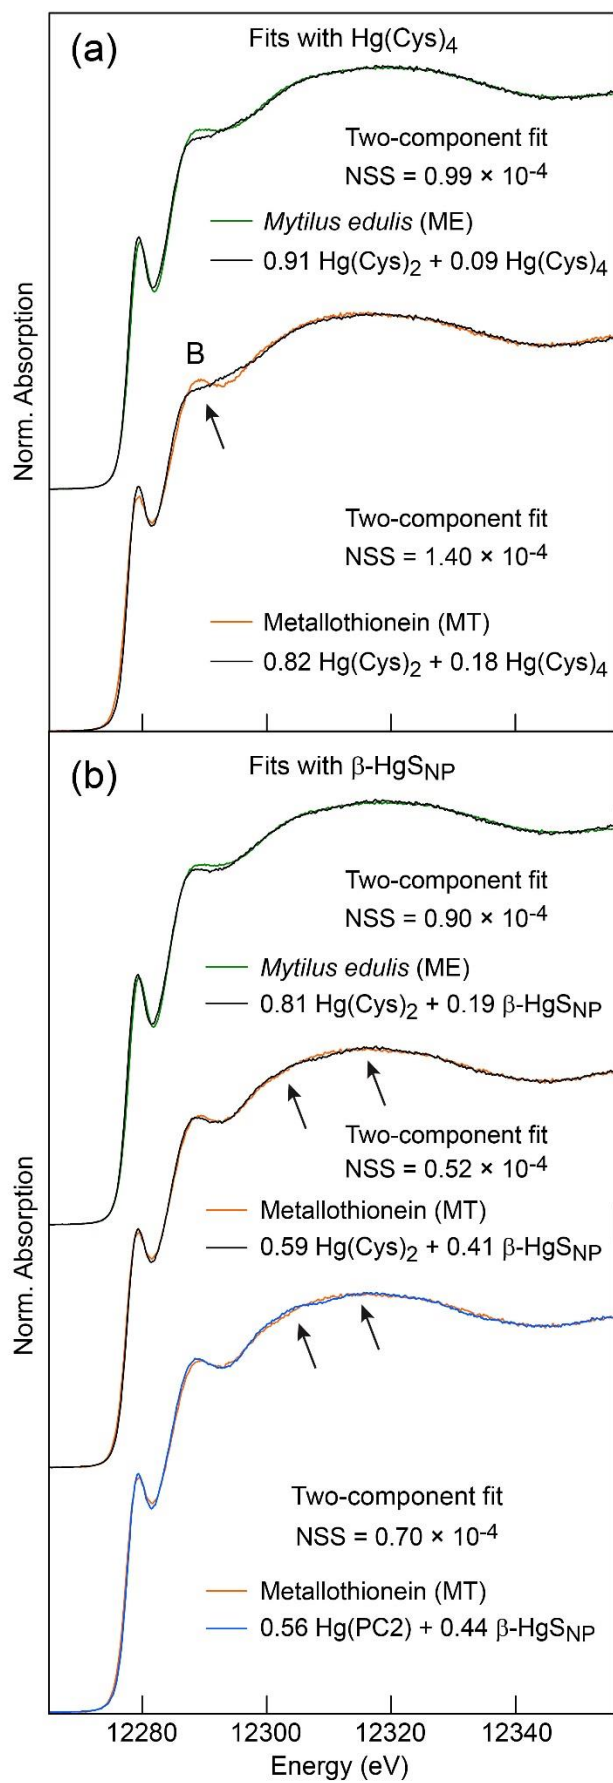 (a) Fits with Hg(Cys)4
Two-component fit
NSS = 0.99 × 10-4
Mytilus edulis (ME)
0.91 Hg(Cys)2 + 0.09 Hg(Cys)4
B
Two-component fit
NSS = 1.40 × 10-4
Metallothionein (MT)
0.82 Hg(Cys)2 + 0.18 Hg(Cys)4
Norm. Absorption
(b) Fits with β-HgSNP
Two-component fit
NSS = 0.90 × 10-4
Mytilus edulis (ME)
0.81 Hg(Cys)2 + 0.19 β-HgSNP
Two-component fit
NSS = 0.52 × 10-4
Metallothionein (MT)
0.59 Hg(Cys)2 + 0.41 β-HgSNP
Two-component fit
NSS = 0.70 × 10-4
Metallothionein (MT)
0.56 Hg(PC2) + 0.44 β-HgSNP
Norm. Absorption
12280 12300 12320 12340
Energy (eV)